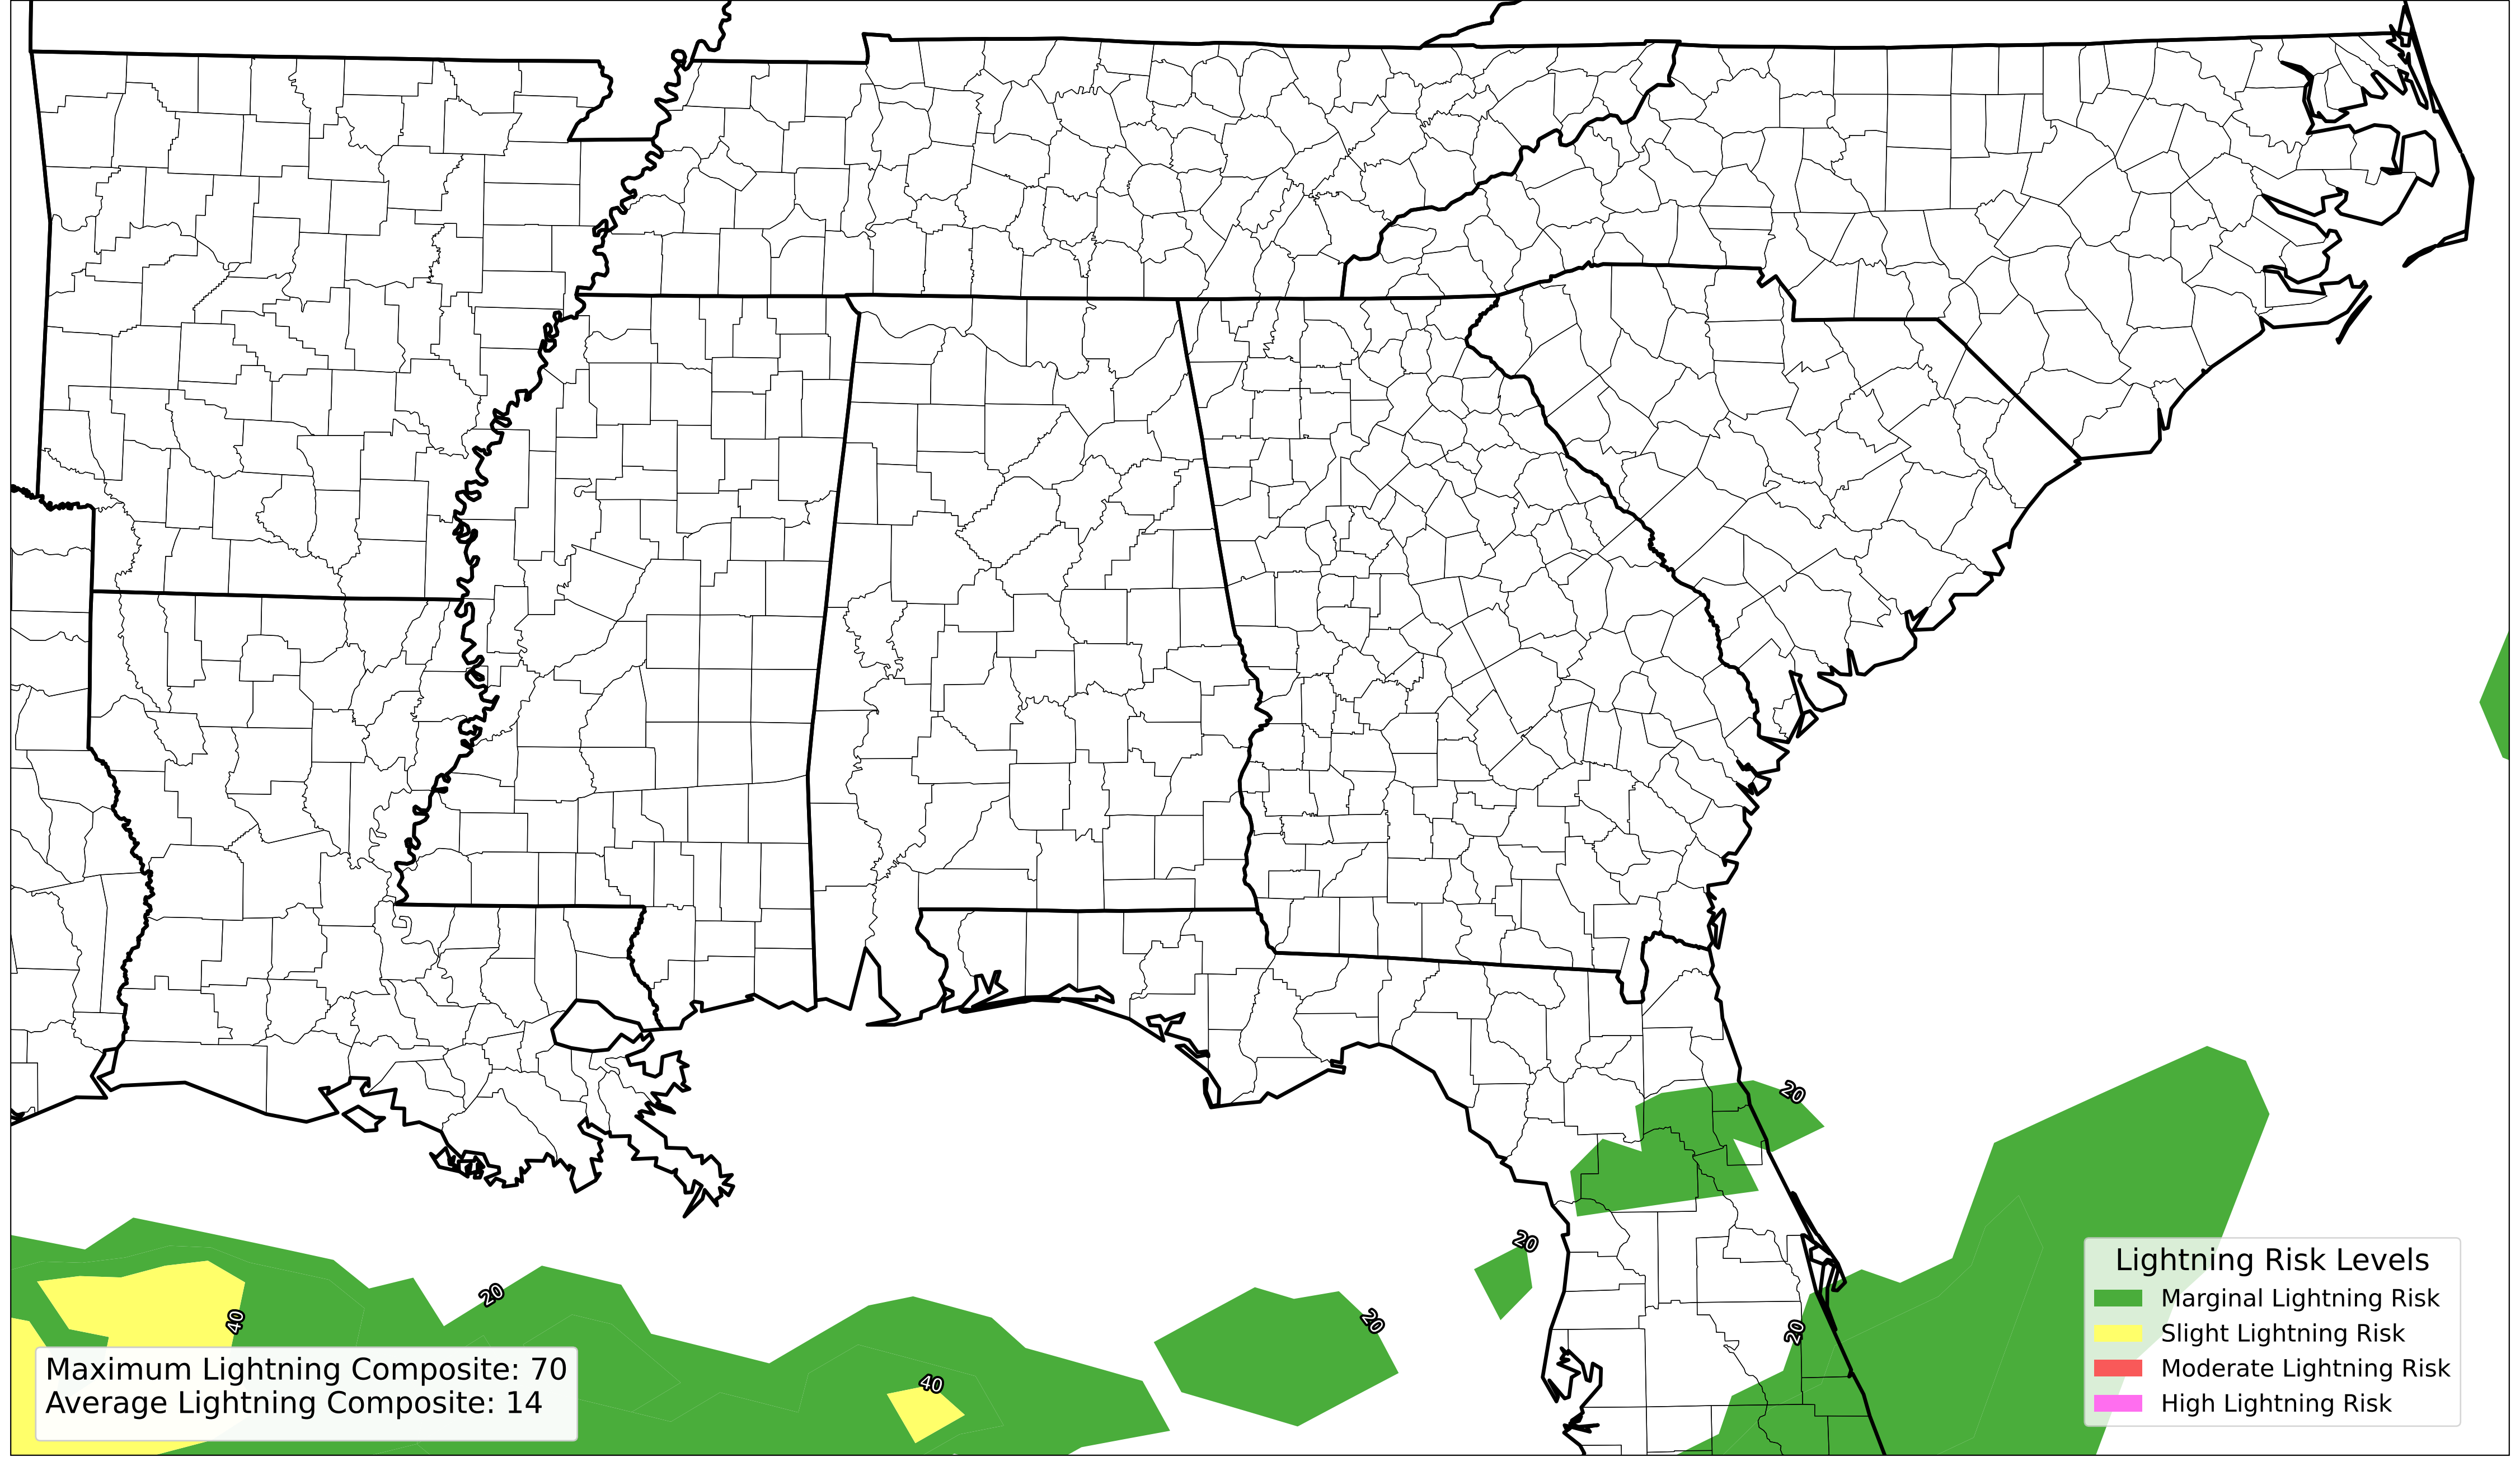 20
20
20
40
20
20
40
Lightning Risk Levels
Marginal Lightning Risk
Slight Lightning Risk
Moderate Lightning Risk
High Lightning Risk
Maximum Lightning Composite: 70
Average Lightning Composite: 14